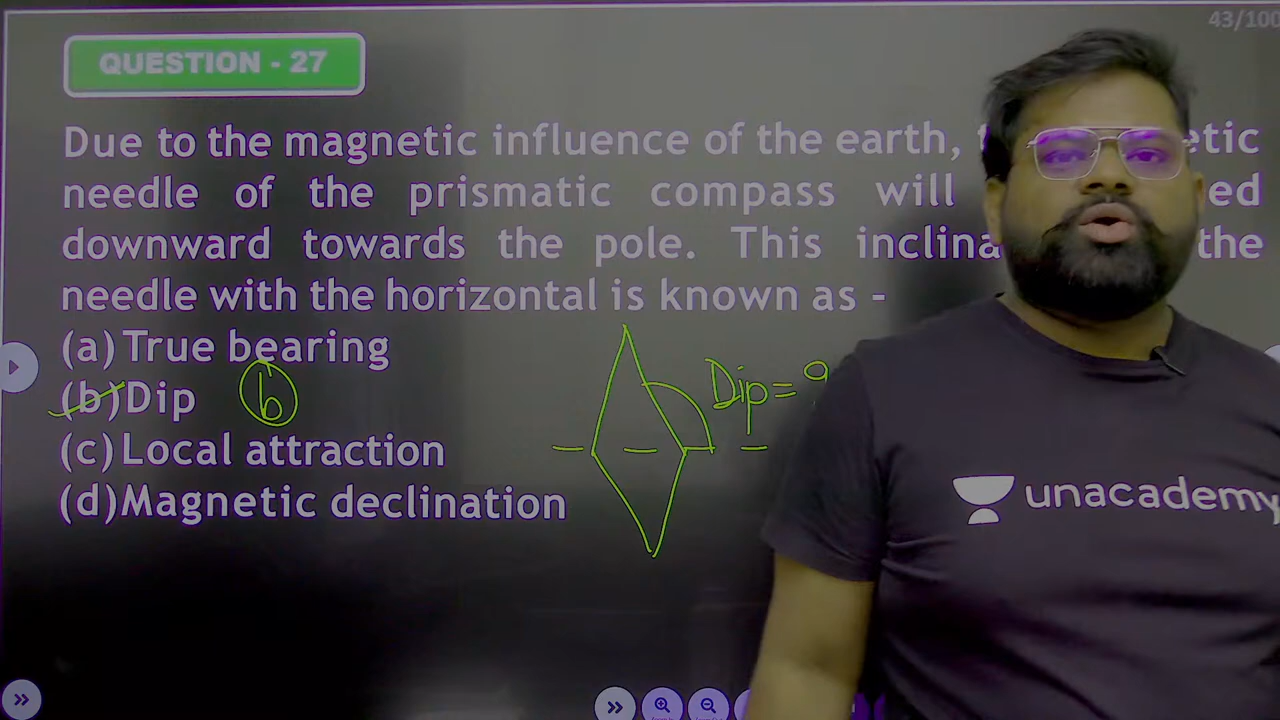 43/100
QUESTION - 27
Due to the magnetic influence of the earth,
needle of the prismatic compass will
downward towards the pole. This the
needle with the horizontal is known as -
(a) True bearing
(b) Dip b
(c) Local attraction
(d) Magnetic declination
Dip = 9
unacademy